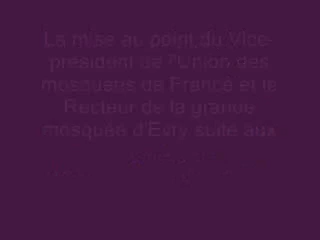 La mise au point du Vice-
président de l'Union des
mosquées de France et le
Recteur de la grande
mosquée d'Evry suite aux